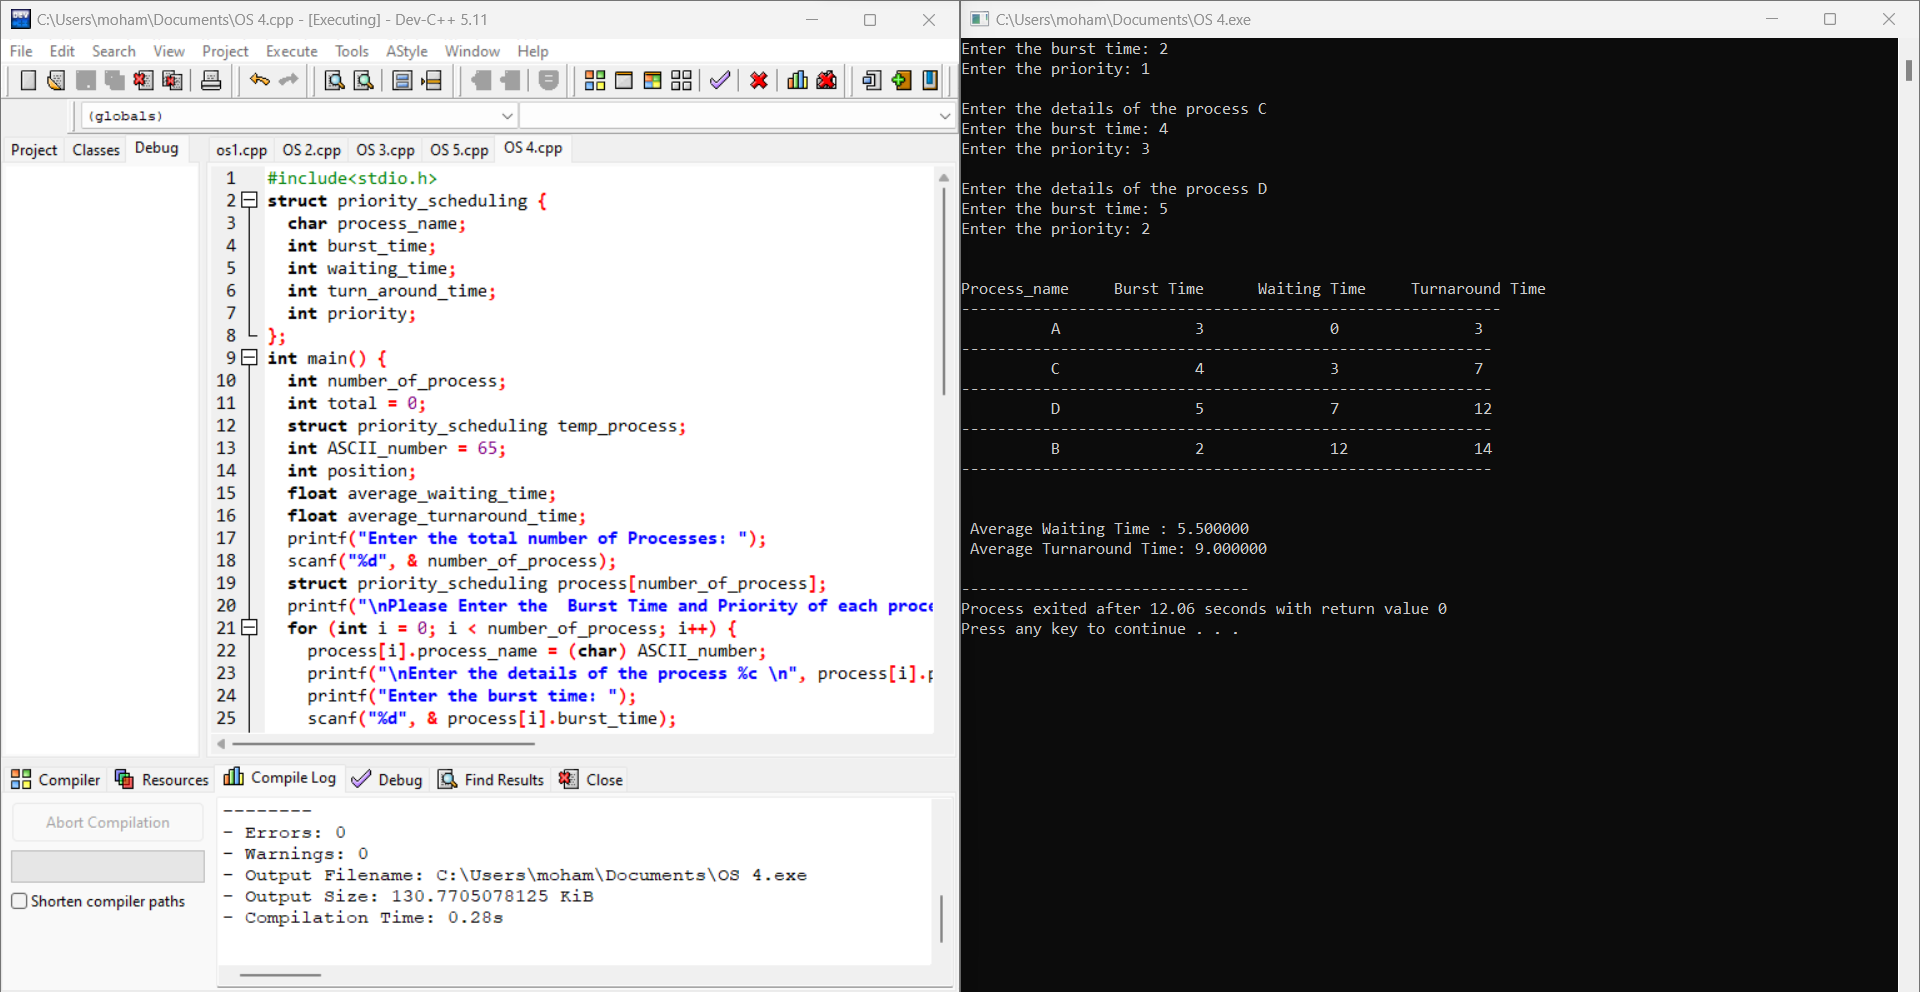 C:\Users\moham\Documents\OS 4.cpp - [Executing] - Dev-C++ 5.11
File Edit Search View Project Execute Tools AStyle Window Help
(globals)
Project Classes Debug
os1.cpp OS 2.cpp OS 3.cpp OS 5.cpp OS 4.cpp
1 #include<stdio.h>
2 struct priority_scheduling {
3 char process_name;
4 int burst_time;
5 int waiting_time;
6 int turn_around_time;
7 int priority;
8 };
9 int main() {
10 int number_of_process;
11 int total = 0;
12 struct priority_scheduling temp_process;
13 int ASCII_number = 65;
14 int position;
15 float average_waiting_time;
16 float average_turnaround_time;
17 printf("Enter the total number of Processes: ");
18 scanf("%d", & number_of_process);
19 struct priority_scheduling process[number_of_process];
20 printf("\nPlease Enter the  Burst Time and Priority of each proce
21 for (int i = 0; i < number_of_process; i++) {
22 process[i].process_name = (char) ASCII_number;
23 printf("\nEnter the details of the process %c \n", process[i].p
24 printf("Enter the burst time: ");
25 scanf("%d", & process[i].burst_time);
Compiler Resources Compile Log Debug Find Results Close
Abort Compilation
Shorten compiler paths
--------
- Errors: 0
- Warnings: 0
- Output Filename: C:\Users\moham\Documents\OS 4.exe
- Output Size: 130.7705078125 KiB
- Compilation Time: 0.28s
C:\Users\moham\Documents\OS 4.exe
Enter the burst time: 2
Enter the priority: 1
Enter the details of the process C
Enter the burst time: 4
Enter the priority: 3
Enter the details of the process D
Enter the burst time: 5
Enter the priority: 2
Process_name Burst Time Waiting Time Turnaround Time
------------------------------------------------------------
A 3 0 3
-----------------------------------------------------------
C 4 3 7
-----------------------------------------------------------
D 5 7 12
-----------------------------------------------------------
B 2 12 14
-----------------------------------------------------------
Average Waiting Time : 5.500000
Average Turnaround Time: 9.000000
--------------------------------
Process exited after 12.06 seconds with return value 0
Press any key to continue . . .